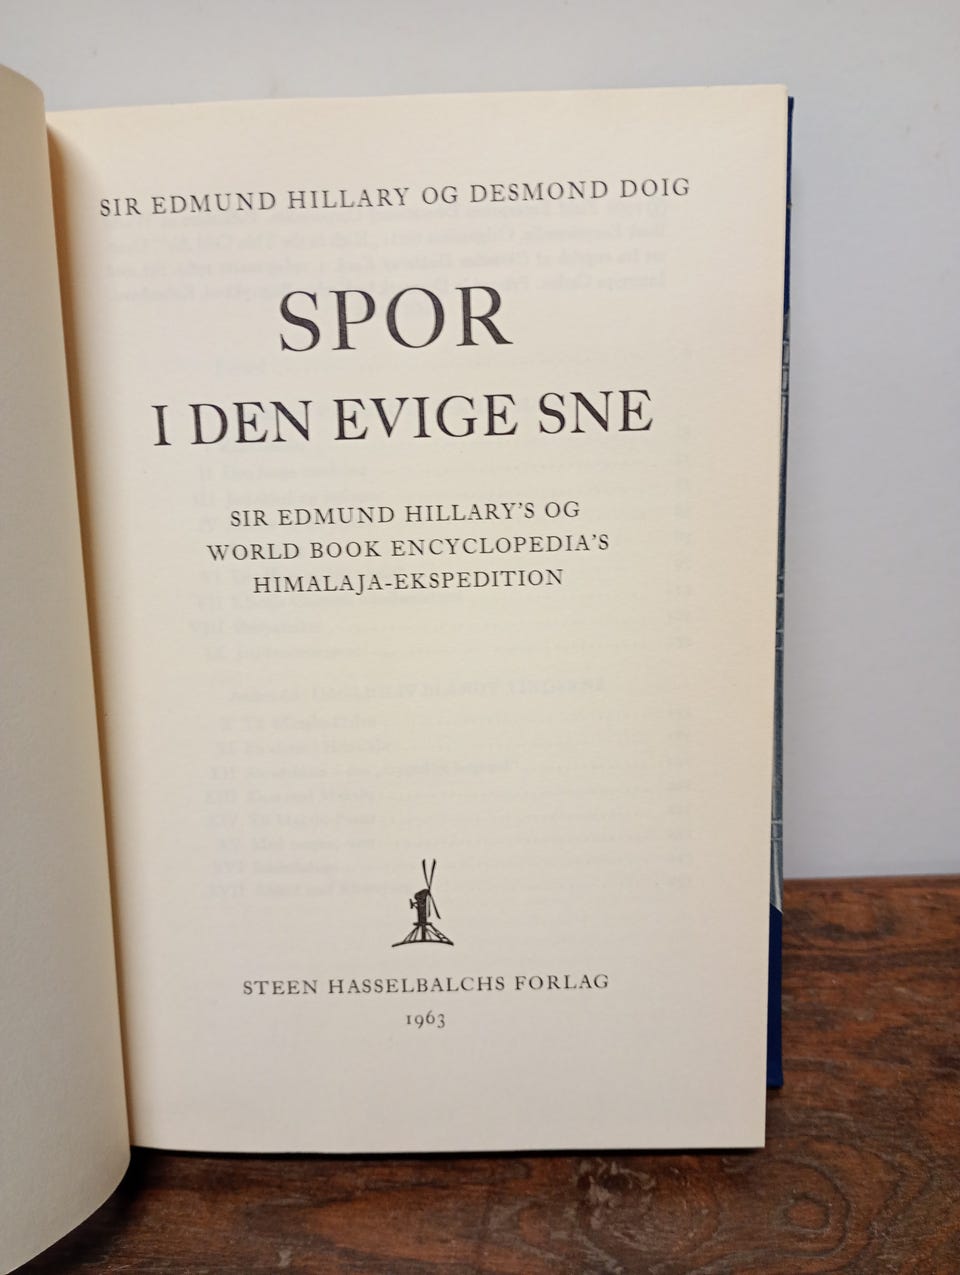 SIR EDMUND HILLARY OG DESMOND DOIG
SPOR
I DEN EVIGE SNE
SIR EDMUND HILLARY'S OG
WORLD BOOK ENCYCLOPEDIA'S
HIMALAJA-EKSPEDITION
STEEN HASSELBALCHS FORLAG
1963